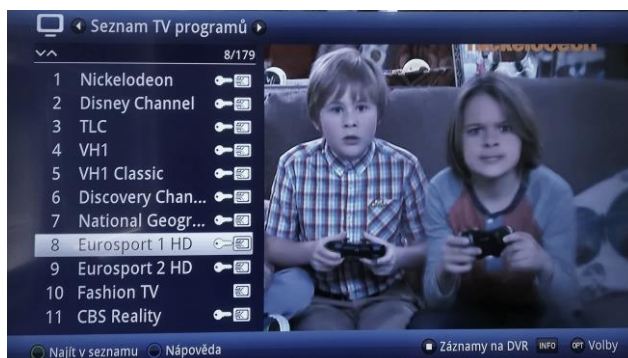 Seznam TV programů
8/179
1 Nickelodeon
2 Disney Channel
3 TLC
4 VH1
5 VH1 Classic
6 Discovery Chan...
7 National Geogr...
8 Eurosport 1 HD
9 Eurosport 2 HD
10 Fashion TV
11 CBS Reality
nickelodeon
Najít v seznamu Nápověda Záznamy na DVR INFO OPT Volby